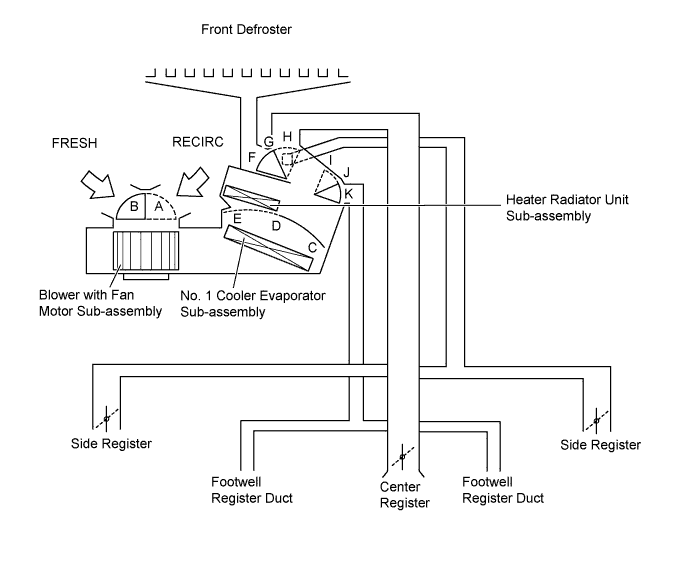 Front Defroster
FRESH
RECIRC
F
G
H
I
J
K
B
A
E
D
C
Heater Radiator Unit
Sub-assembly
Blower with Fan
Motor Sub-assembly
No. 1 Cooler Evaporator
Sub-assembly
Side Register
Side Register
Footwell
Register Duct
Center
Register
Footwell
Register Duct